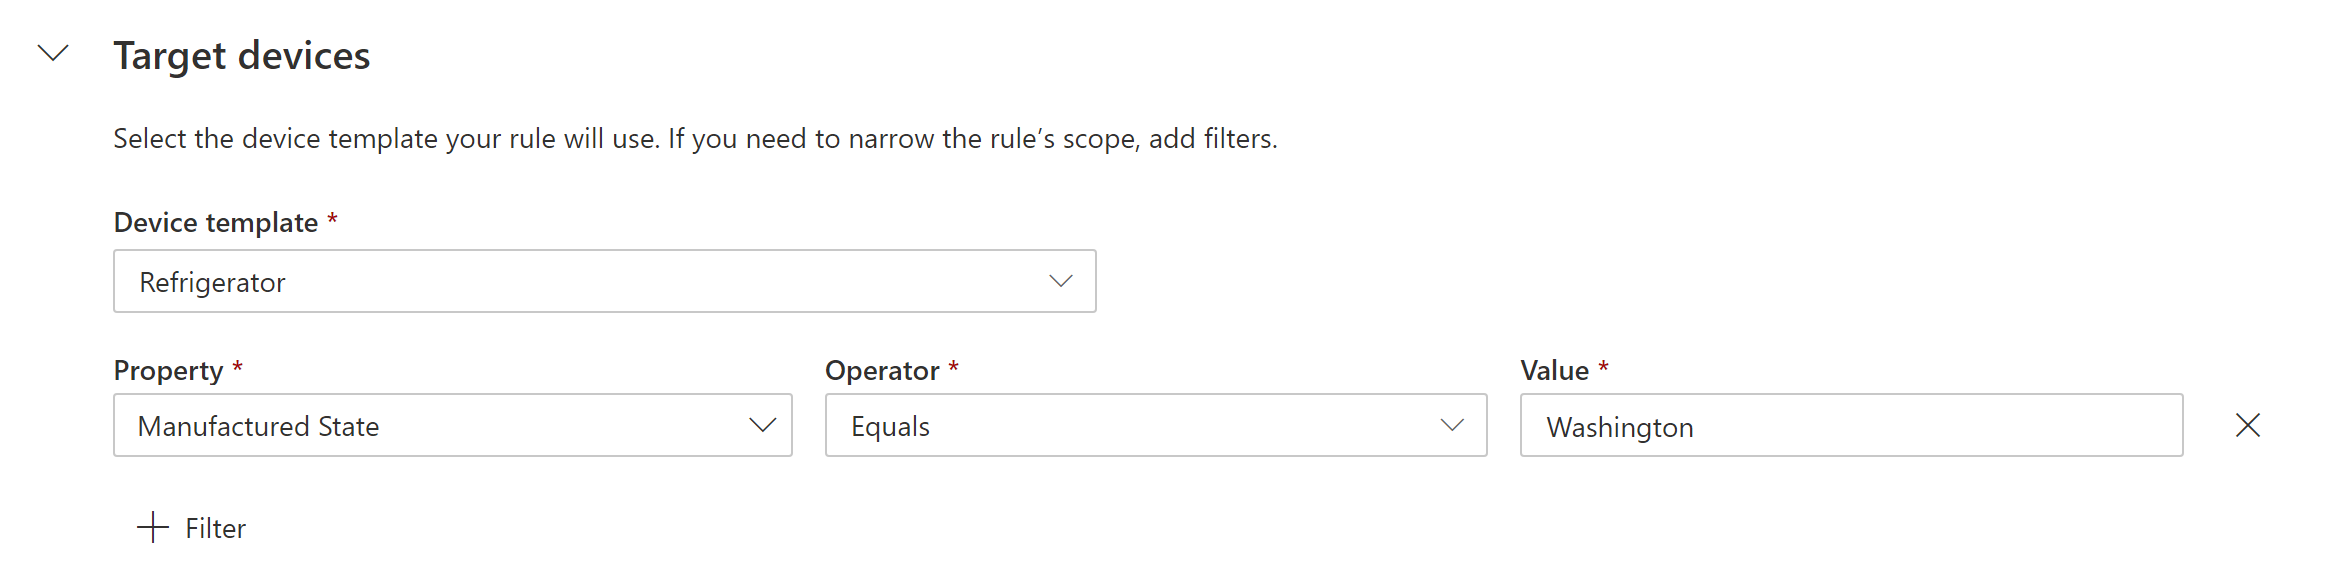 Target devices
Select the device template your rule will use. If you need to narrow the rule’s scope, add filters.
Device template *
Refrigerator
Property * Operator * Value *
Manufactured State Equals Washington
Filter